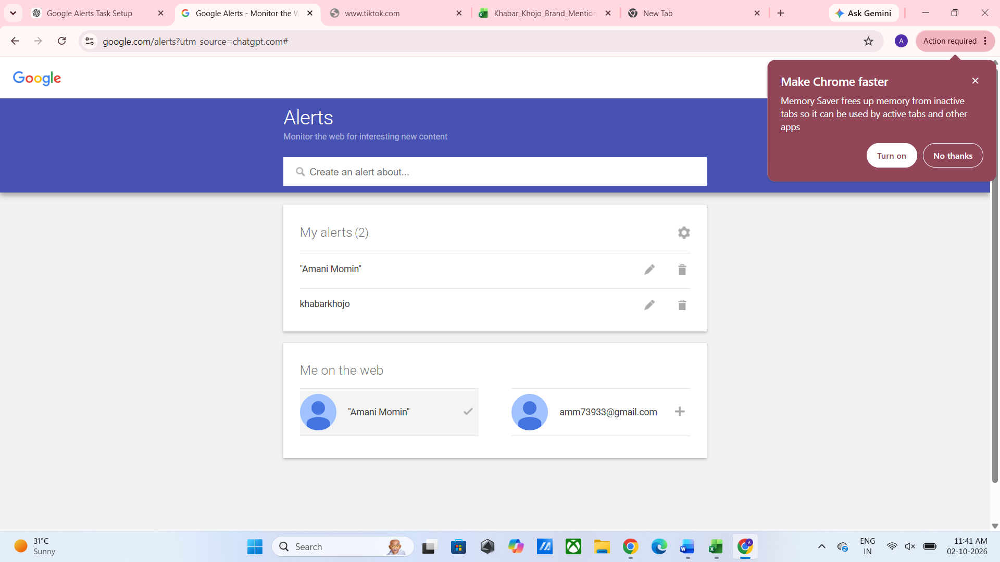 Google Alerts Task Setup
Google Alerts - Monitor the W
www.tiktok.com
Khabar_Khojo_Brand_Mention
New Tab
Ask Gemini
google.com/alerts?utm_source=chatgpt.com#
A
Action required
Google
Make Chrome faster
Memory Saver frees up memory from inactive
tabs so it can be used by active tabs and other
apps
Turn on
No thanks
Alerts
Monitor the web for interesting new content
Create an alert about...
My alerts (2)
"Amani Momin"
khabarkhojo
Me on the web
"Amani Momin"
amm73933@gmail.com
31°C
Sunny
Search
ENG
IN
11:41 AM
02-10-2026